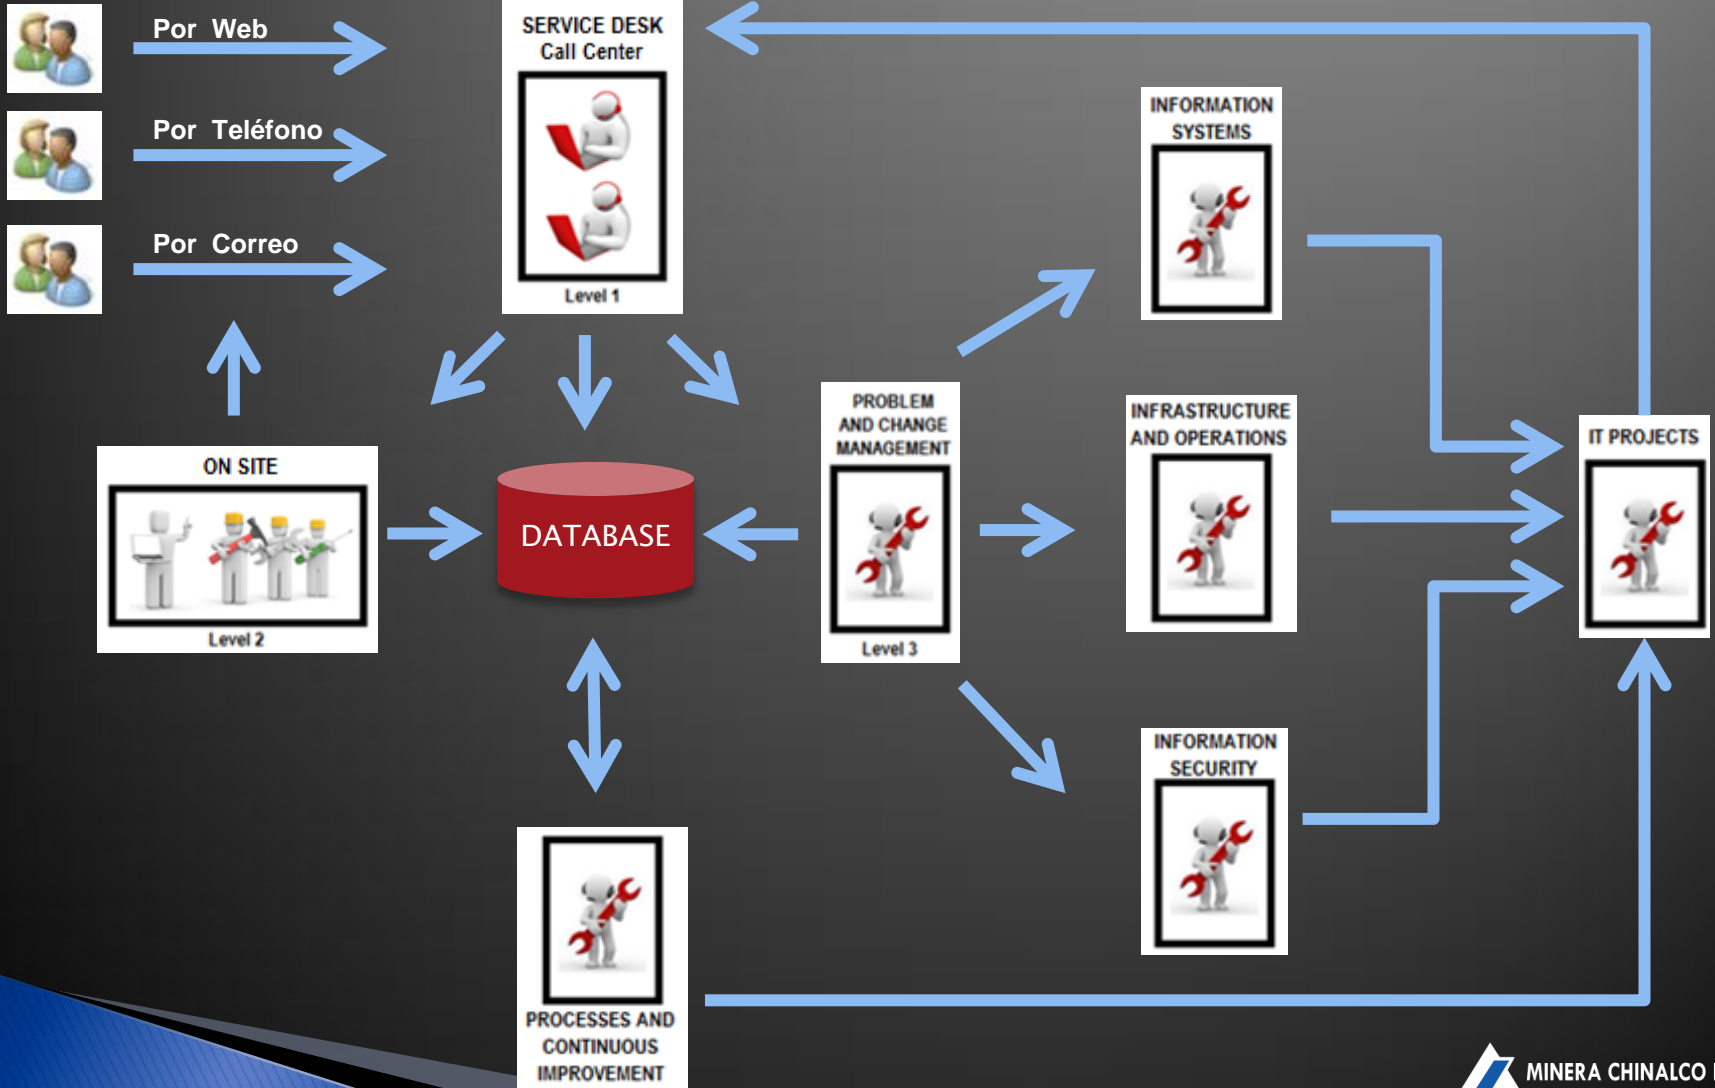 Por Web
Por Teléfono
Por Correo
SERVICE DESK
Call Center
Level 1
INFORMATION
SYSTEMS
PROBLEM
AND CHANGE
MANAGEMENT
Level 3
INFRASTRUCTURE
AND OPERATIONS
IT PROJECTS
ON SITE
Level 2
DATABASE
INFORMATION
SECURITY
PROCESSES AND
CONTINUOUS
IMPROVEMENT
MINERA CHINALCO